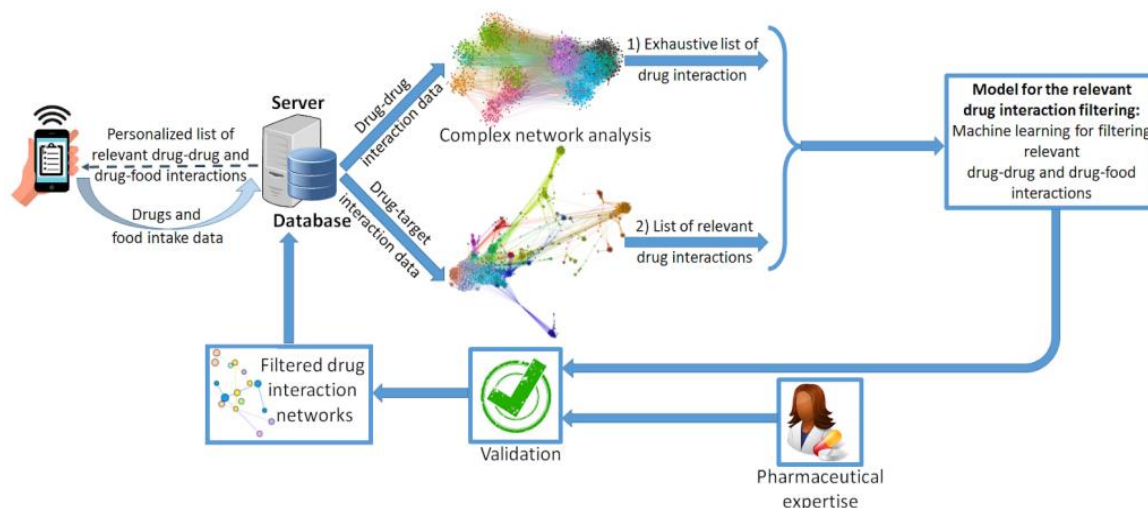 Personalized list of
relevant drug-drug and
drug-food interactions
Drugs and
food intake data
Server
Database
Drug-drug
interaction data
Drug-target
interaction data
Complex network analysis
1) Exhaustive list of
drug interaction
2) List of relevant
drug interactions
Model for the relevant
drug interaction filtering:
Machine learning for filtering
relevant
drug-drug and drug-food
interactions
Filtered drug
interaction
networks
Validation
Pharmaceutical
expertise